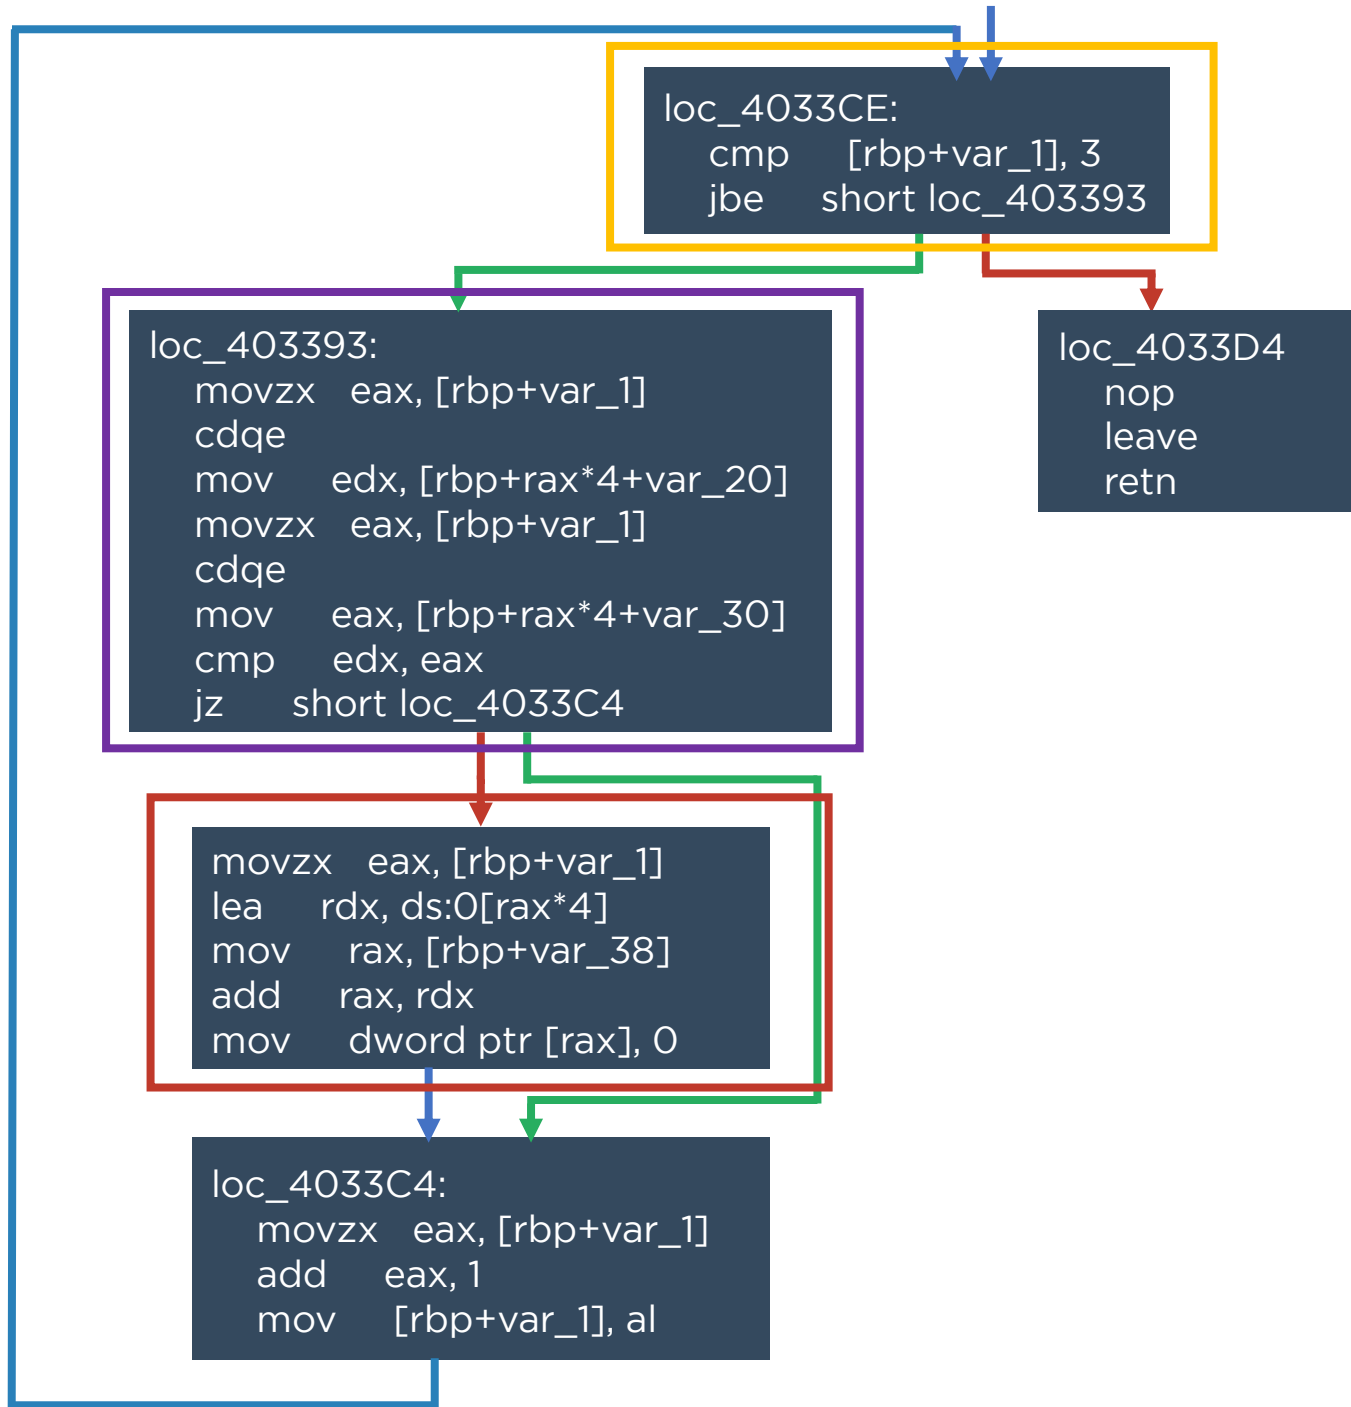 loc_4033CE:
cmp [rbp+var_1], 3
jbe short loc_403393
loc_403393:
movzx eax, [rbp+var_1]
cdqe
mov edx, [rbp+rax*4+var_20]
movzx eax, [rbp+var_1]
cdqe
mov eax, [rbp+rax*4+var_30]
cmp edx, eax
jz short loc_4033C4
loc_4033D4
nop
leave
retn
movzx eax, [rbp+var_1]
lea rdx, ds:0[rax*4]
mov rax, [rbp+var_38]
add rax, rdx
mov dword ptr [rax], 0
loc_4033C4:
movzx eax, [rbp+var_1]
add eax, 1
mov [rbp+var_1], al